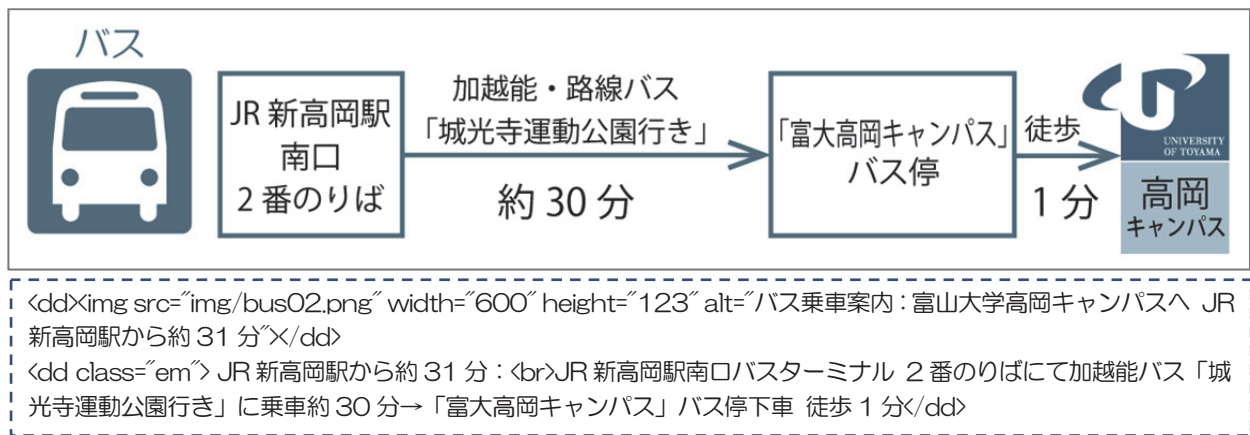 バス
JR 新高岡駅
南口
2 番のりば
加越能・路線バス
「城光寺運動公園行き」
約 30 分
「富大高岡キャンパス」
バス停
徒歩
1 分
UNIVERSITY
OF TOYAMA
高岡
キャンパス
<dd><img src="img/bus02.png" width="600" height="123" alt="バス乗車案内：富山大学高岡キャンパスへ JR
新高岡駅から約 31 分"></dd>
<dd class="em"> JR 新高岡駅から約 31 分：<br>JR 新高岡駅南口バスターミナル 2 番のりばにて加越能バス「城
光寺運動公園行き」に乗車約 30 分→「富大高岡キャンパス」バス停下車 徒歩 1 分</dd>